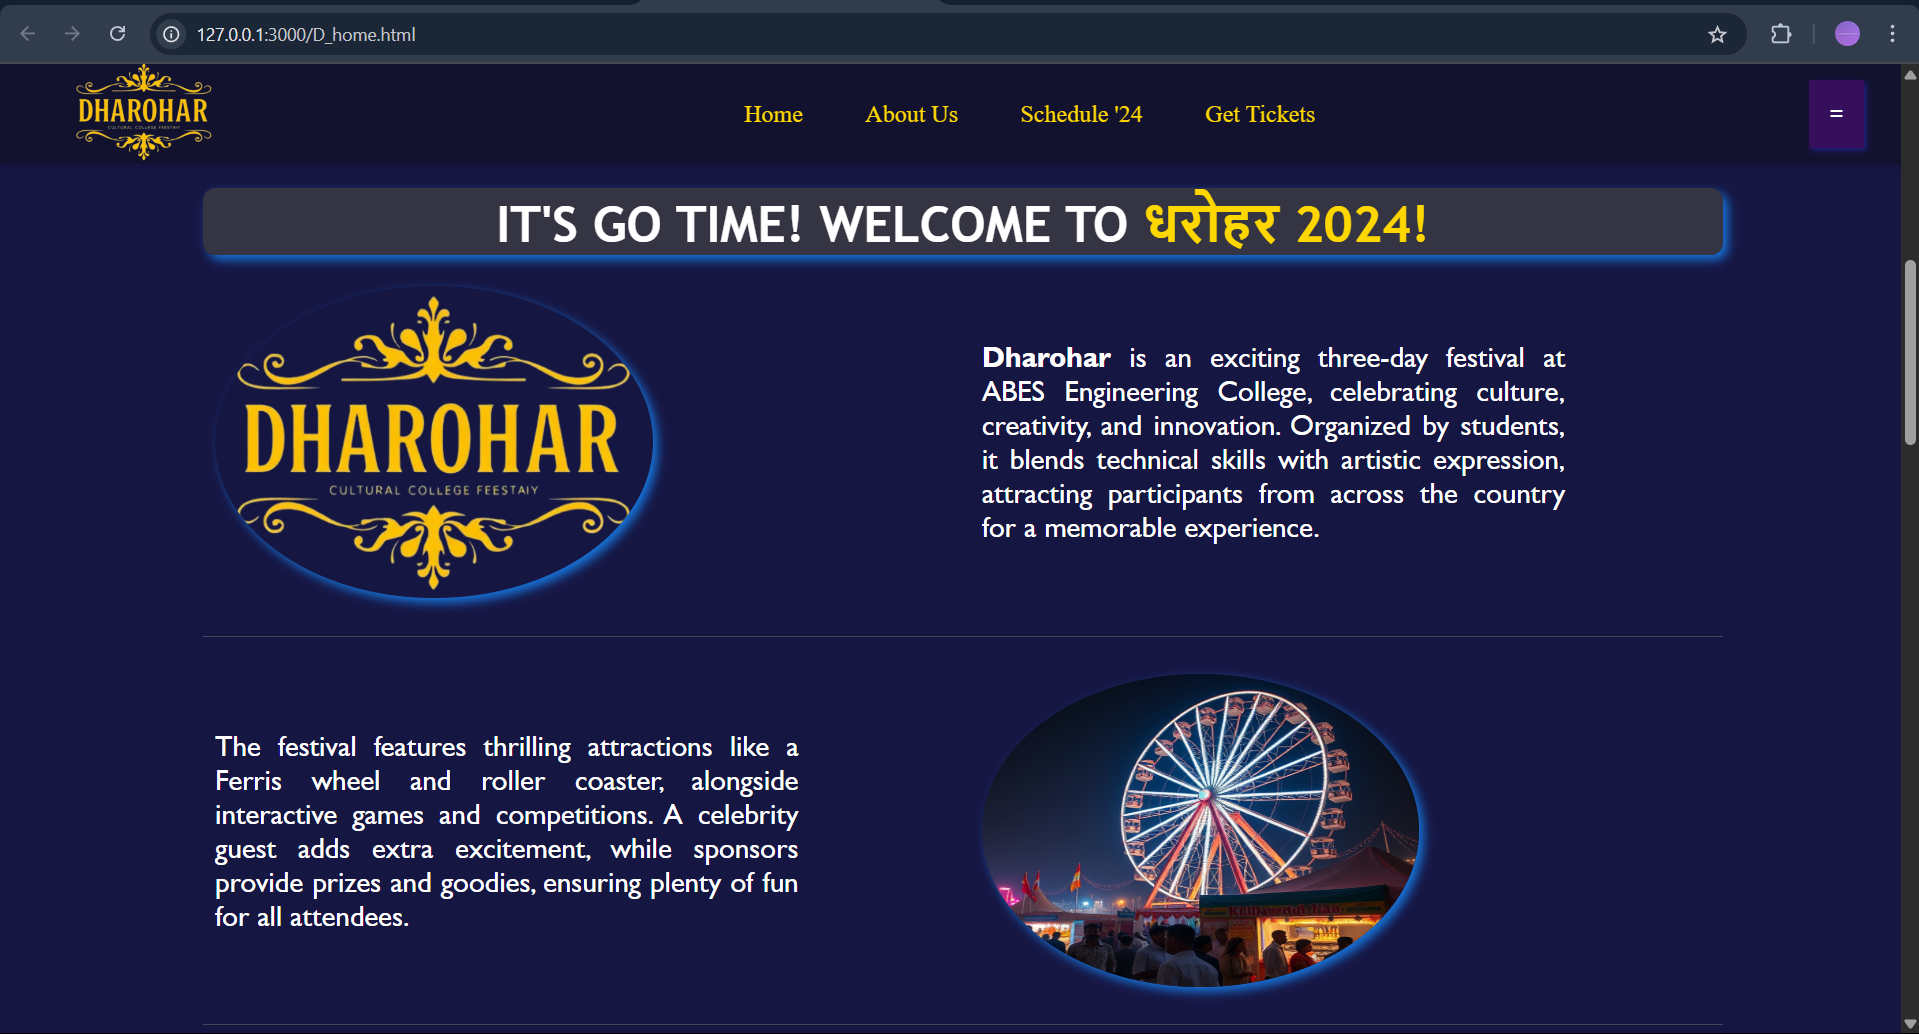 127.0.0.1:3000/D_home.html
DHAROHAR
CULTURAL COLLEGE FEESTAIY
Home About Us Schedule '24 Get Tickets =
IT'S GO TIME! WELCOME TO धरोहर 2024!
DHAROHAR
CULTURAL COLLEGE FEESTAIY
Dharohar is an exciting three-day festival at
ABES Engineering College, celebrating culture,
creativity, and innovation. Organized by students,
it blends technical skills with artistic expression,
attracting participants from across the country
for a memorable experience.
The festival features thrilling attractions like a
Ferris wheel and roller coaster, alongside
interactive games and competitions. A celebrity
guest adds extra excitement, while sponsors
provide prizes and goodies, ensuring plenty of fun
for all attendees.